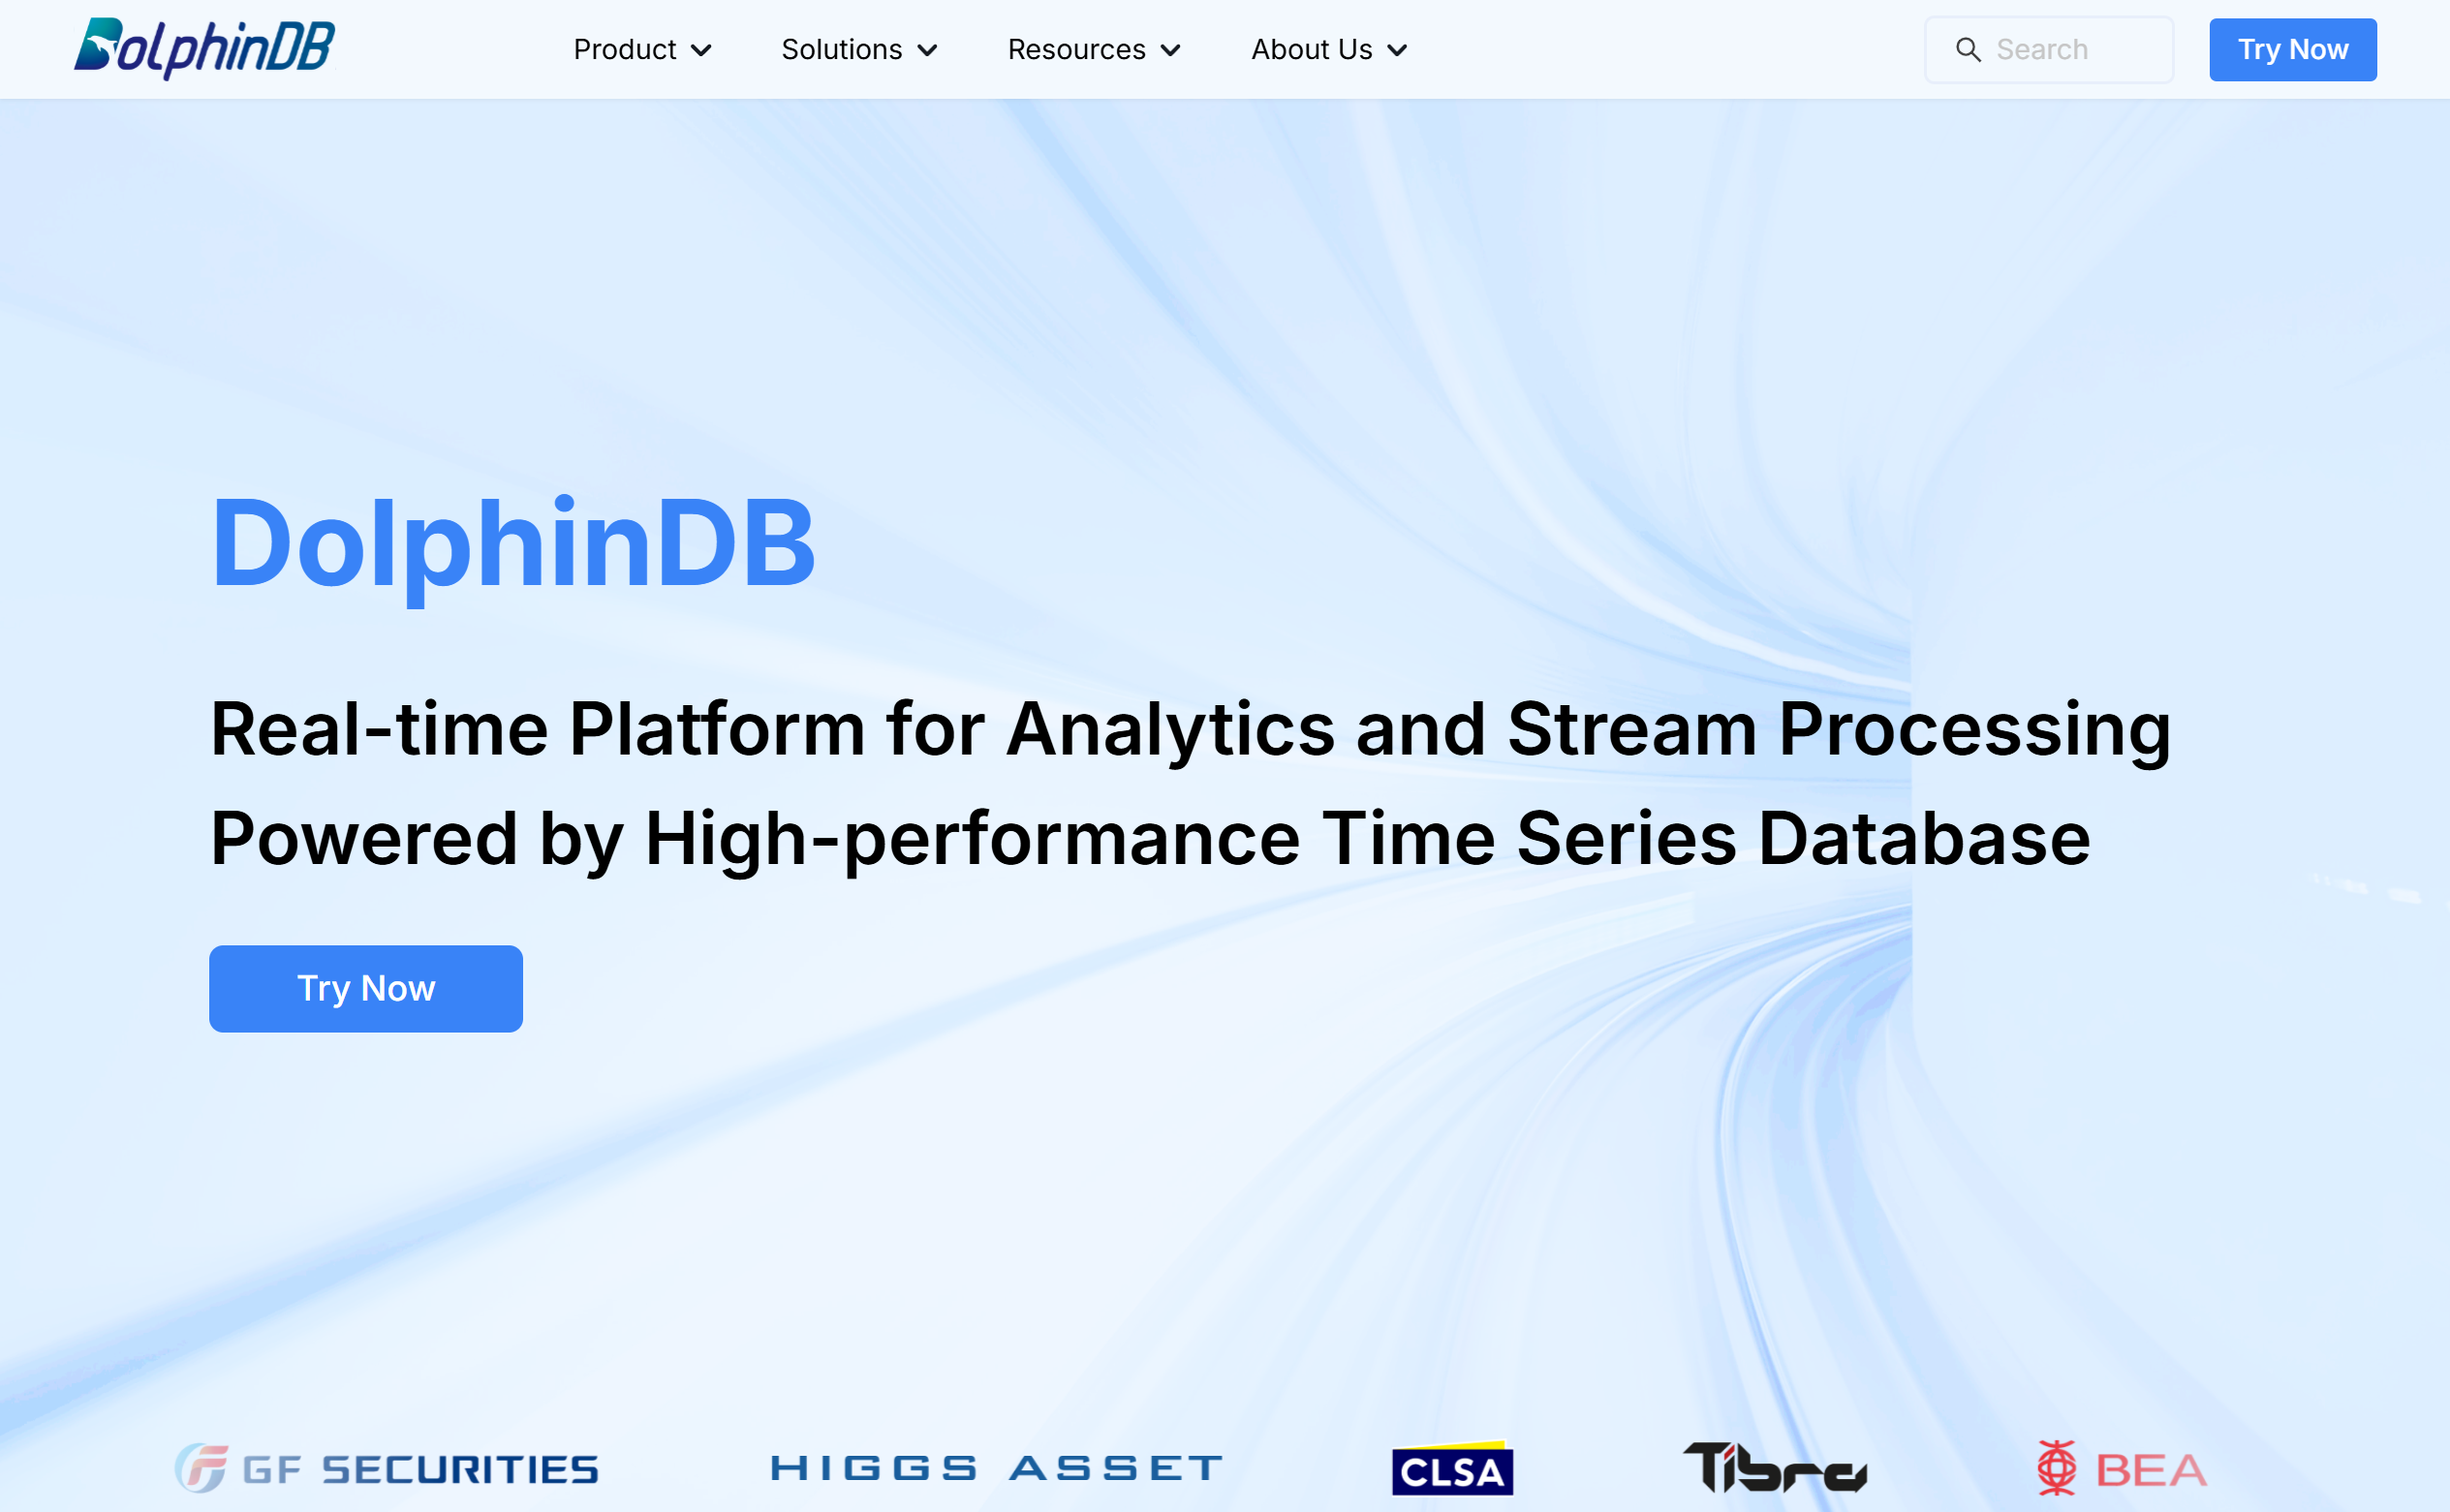 DolphinDB
Product
Solutions
Resources
About Us
Search
Try Now
DolphinDB
Real-time Platform for Analytics and Stream Processing
Powered by High-performance Time Series Database
Try Now
GF SECURITIES
HIGGS ASSET
CLSA
Tibra
BEA